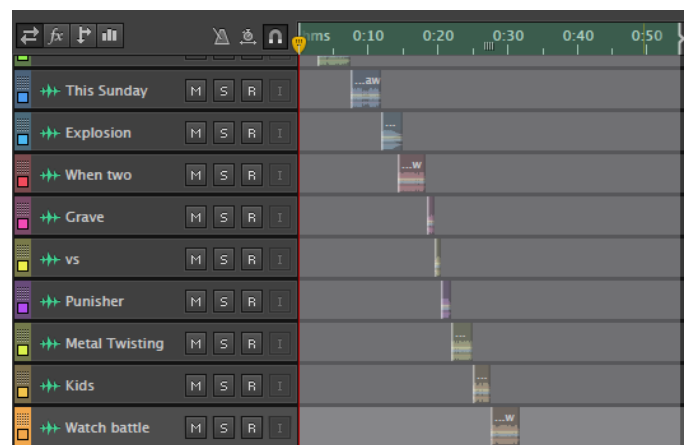 fx hms 0:10 0:20 0:30 0:40 0:50
This Sunday M S R I ...aw
Explosion M S R I ...
When two M S R I ...w
Grave M S R I
vs M S R I
Punisher M S R I
Metal Twisting M S R I ...
Kids M S R I ...
Watch battle M S R I ...w